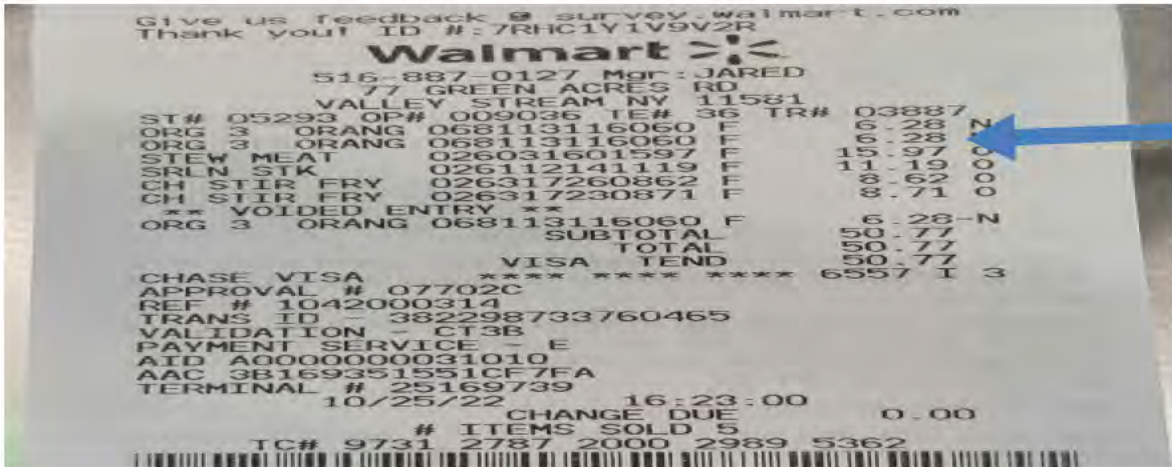 Give us feedback @ survey.walmart.com
Thank you! ID #:7RHC1Y1V9V2R
Walmart
516-887-0127 Mgr:JARED
77 GREEN ACRES RD
VALLEY STREAM NY 11581
ST# 05293 OP# 009036 TE# 36 TR# 03887
ORG 3 ORANG 068113116060 F 6.28 N
ORG 3 ORANG 068113116060 F 6.28
STEW MEAT 026031601597 F 15.97 O
SRLN STK 026112141119 F 11.19 O
CH STIR FRY 026317260862 F 8.62 O
CH STIR FRY 026317230871 F 8.71 O
** VOIDED ENTRY **
ORG 3 ORANG 068113116060 F 6.28-N
SUBTOTAL 50.77
TOTAL 50.77
VISA TEND 50.77
CHASE VISA **** **** **** 6557 I 3
APPROVAL # 07702C
REF # 1042000314
TRANS ID - 382298733760465
VALIDATION - CT3B
PAYMENT SERVICE - E
AID A0000000031010
AAC 3B169351551CF7FA
TERMINAL # 25169739
10/25/22 16:23:00
CHANGE DUE 0.00
# ITEMS SOLD 5
TC# 9731 2787 2000 2989 5362